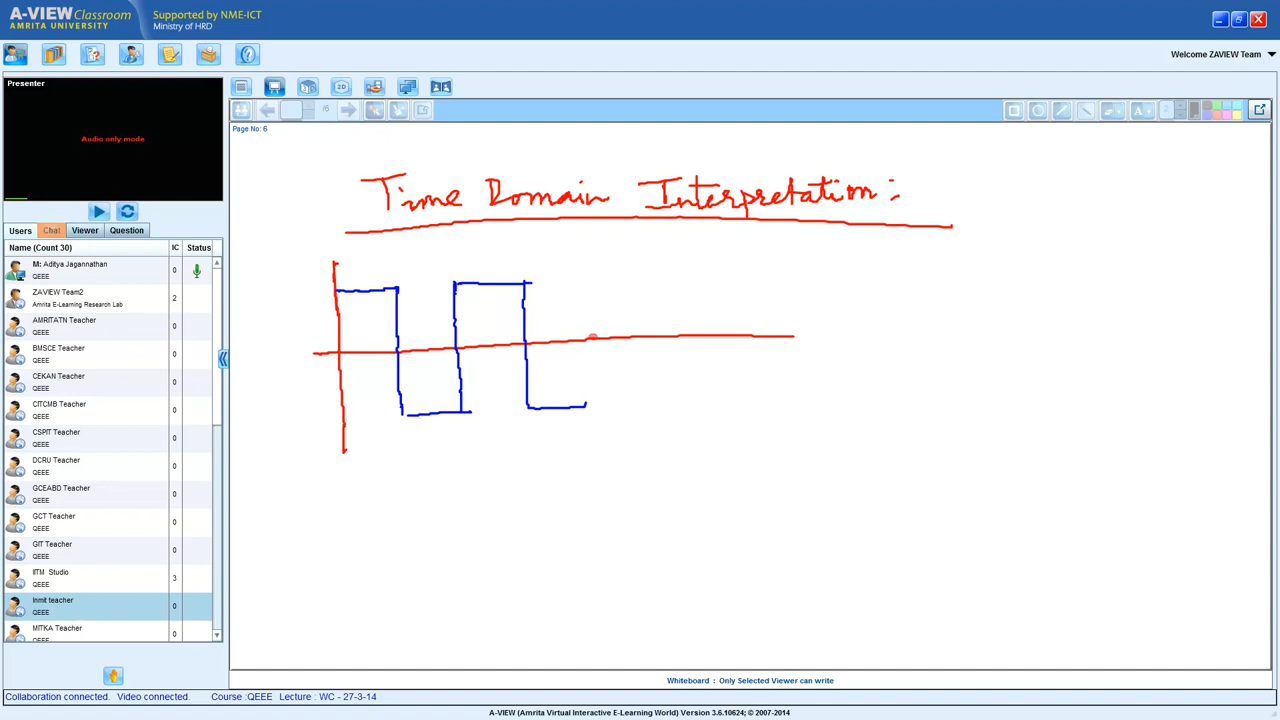 A-VIEW Classroom
AMRITA UNIVERSITY
Supported by NME-ICT
Ministry of HRD
Welcome ZAVIEW Team
Presenter
Audio only mode
2D
/6
A
2
Page No: 6
Time Domain Interpretation:
Users Chat Viewer Question
Name (Count 30) IC Status
M: Aditya Jagannathan 0
QEEE
ZAVIEW Team2 2
Amrita E-Learning Research Lab
AMRITATN Teacher 0
QEEE
BMSCE Teacher 0
QEEE
CEKAN Teacher 0
QEEE
CITCMB Teacher 0
QEEE
CSPIT Teacher 0
QEEE
DCRU Teacher 0
QEEE
GCEABD Teacher 0
QEEE
GCT Teacher 0
QEEE
GIT Teacher 0
QEEE
IITM Studio 3
QEEE
Inmit teacher 0
QEEE
MITKA Teacher 0
QEEE
Whiteboard : Only Selected Viewer can write
Collaboration connected. Video connected. Course :QEEE Lecture : WC - 27-3-14
A-VIEW (Amrita Virtual Interactive E-Learning World) Version 3.6.10624; © 2007-2014